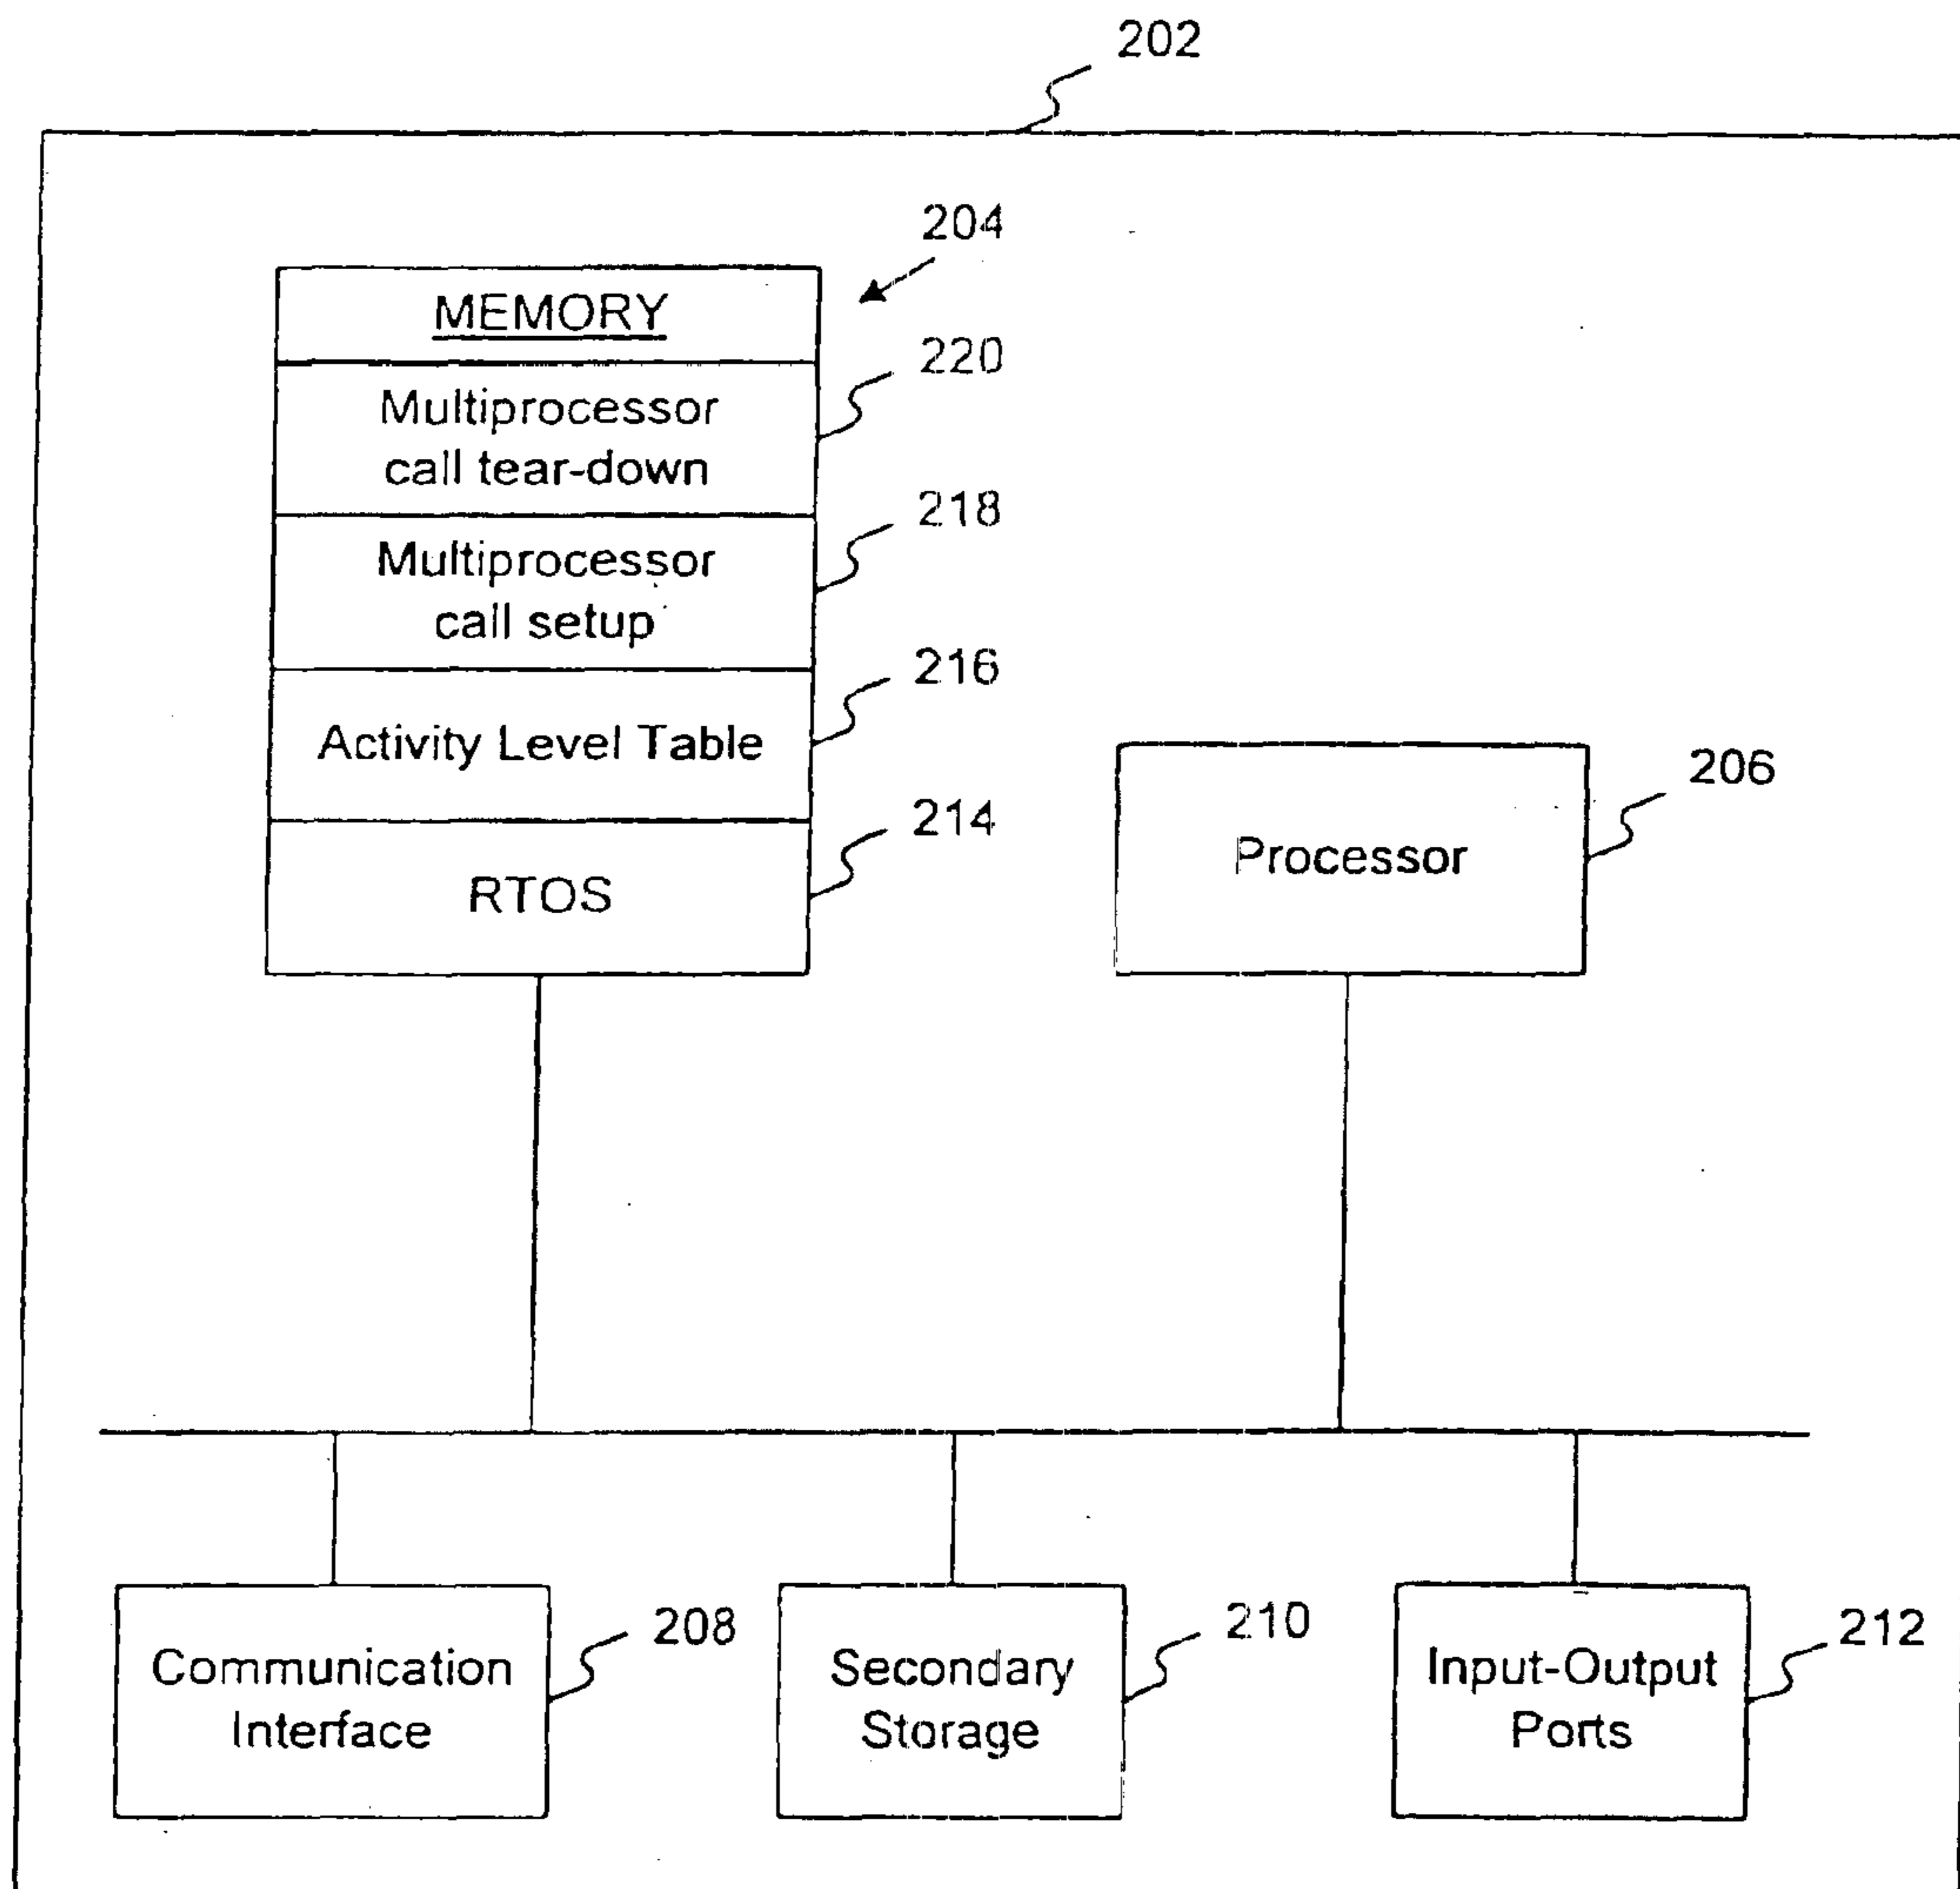 202
204
MEMORY
220
Multiprocessor
call tear-down
218
Multiprocessor
call setup
216
Activity Level Table
214
RTOS
206
Processor
208
Communication
Interface
210
Secondary
Storage
212
Input-Output
Ports